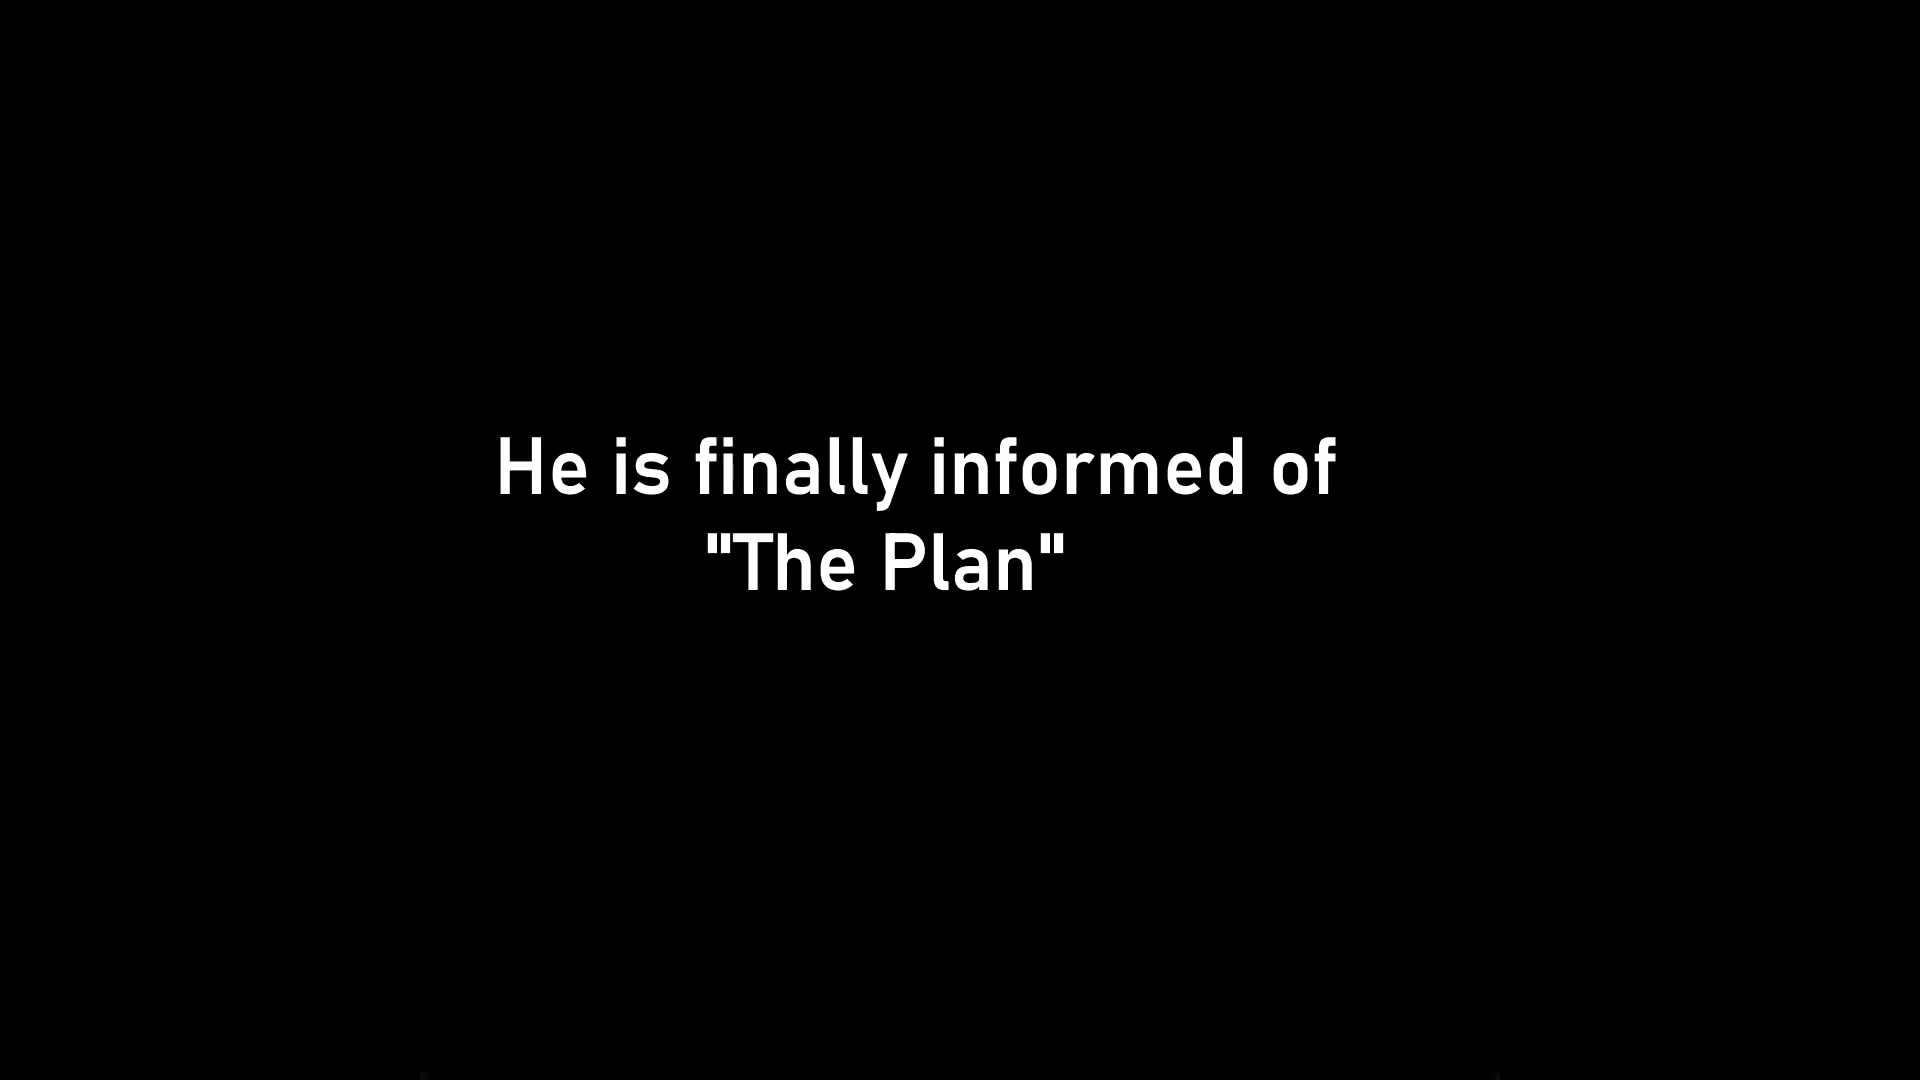 He is finally informed of
"The Plan"